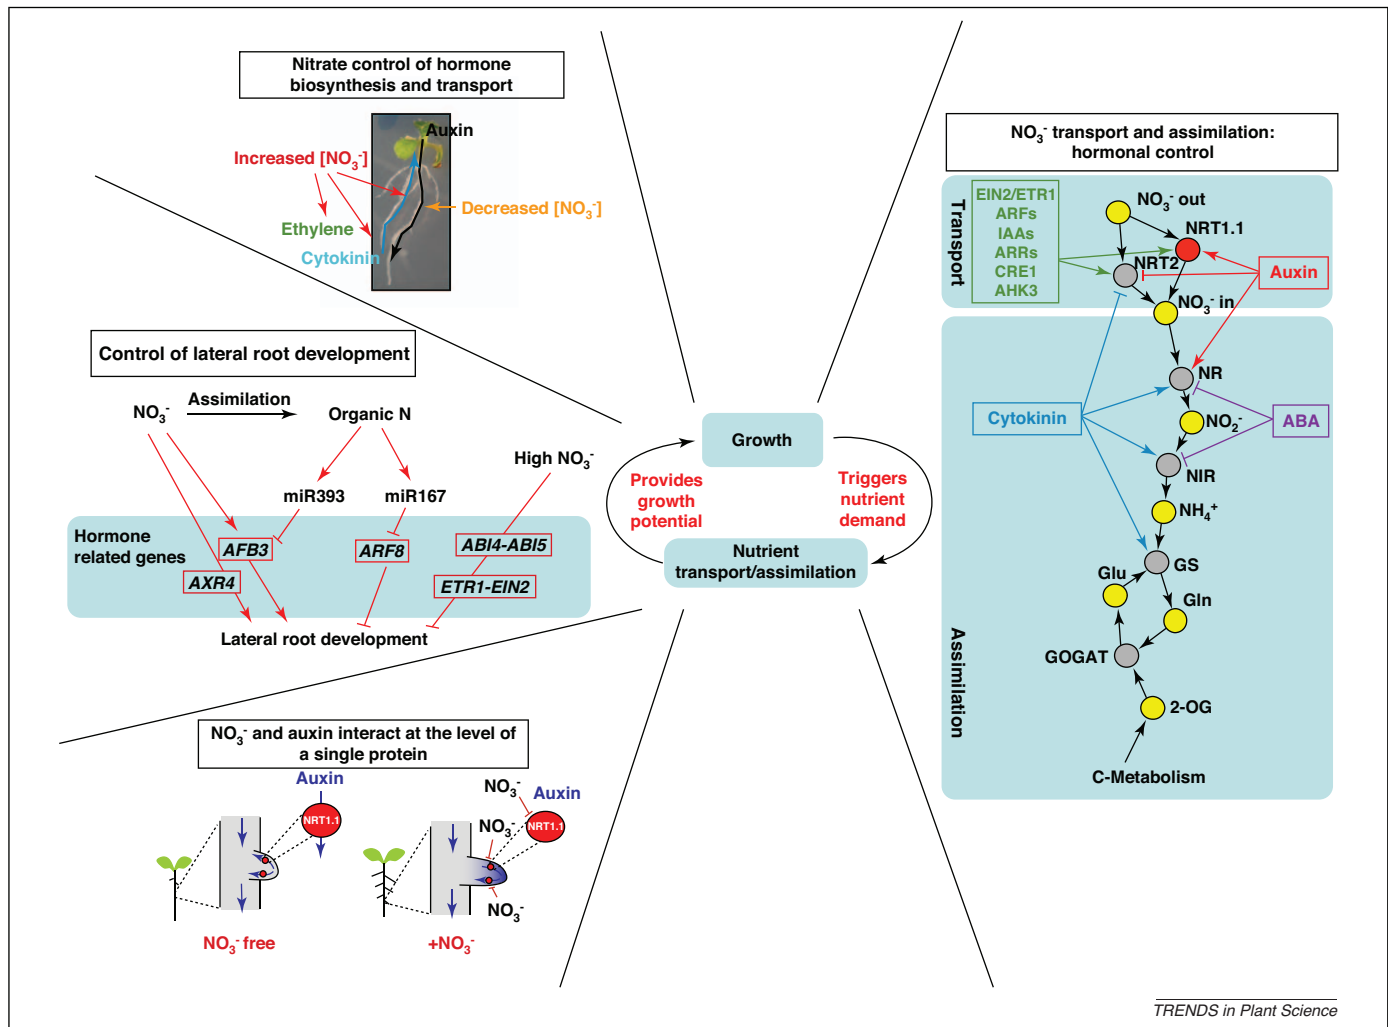 Nitrate control of hormone
biosynthesis and transport
Auxin
Increased [NO₃⁻]
Decreased [NO₃⁻]
Ethylene
Cytokinin
Control of lateral root development
NO₃⁻
Assimilation
Organic N
High NO₃⁻
miR393
miR167
Hormone
related genes
AFB3
ARF8
ABI4-ABI5
AXR4
ETR1-EIN2
Lateral root development
NO₃⁻ and auxin interact at the level of
a single protein
Auxin
NRT1.1
NO₃⁻ free
NO₃⁻
Auxin
NRT1.1
NO₃⁻
NO₃⁻
+NO₃⁻
Growth
Provides
growth
potential
Triggers
nutrient
demand
Nutrient
transport/assimilation
NO₃⁻ transport and assimilation:
hormonal control
Transport
EIN2/ETR1
ARFs
IAAs
ARRs
CRE1
AHK3
NO₃⁻ out
NRT1.1
NRT2
Auxin
NO₃⁻ in
Assimilation
NR
Cytokinin
NO₂⁻
ABA
NIR
NH₄⁺
GS
Glu
Gln
GOGAT
2-OG
C-Metabolism
TRENDS in Plant Science